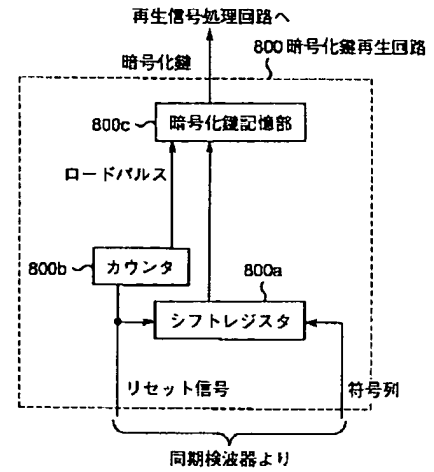 再生信号処理回路へ
800 暗号化鍵再生回路
暗号化鍵
800c 暗号化鍵記憶部
ロードパルス
800b カウンタ
800a
シフトレジスタ
リセット信号
符号列
同期検波器より